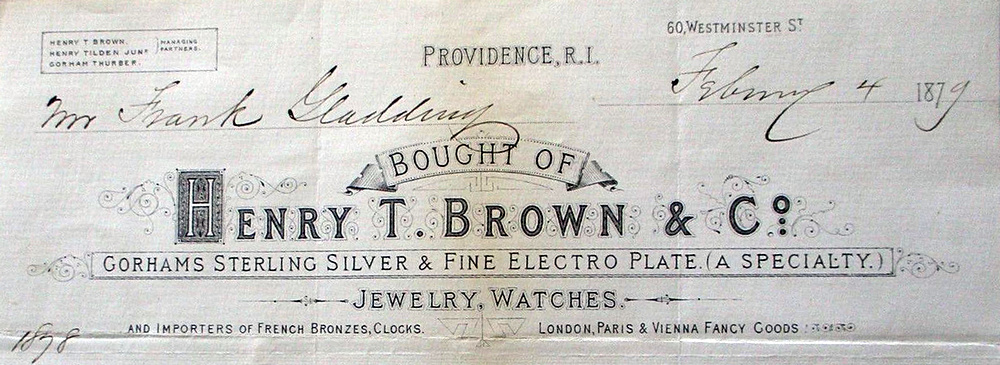 HENRY T BROWN.
HENRY TILDEN JUNR
GORHAM THURBER.
MANAGING
PARTNERS.
60, WESTMINSTER ST
PROVIDENCE, R.I.
Febury 4 1879
Mr Frank Gladding
BOUGHT OF
HENRY T. BROWN & CO.
GORHAMS STERLING SILVER & FINE ELECTRO PLATE. (A SPECIALTY.)
JEWELRY, WATCHES.
AND IMPORTERS OF FRENCH BRONZES, CLOCKS. LONDON, PARIS & VIENNA FANCY GOODS
1878